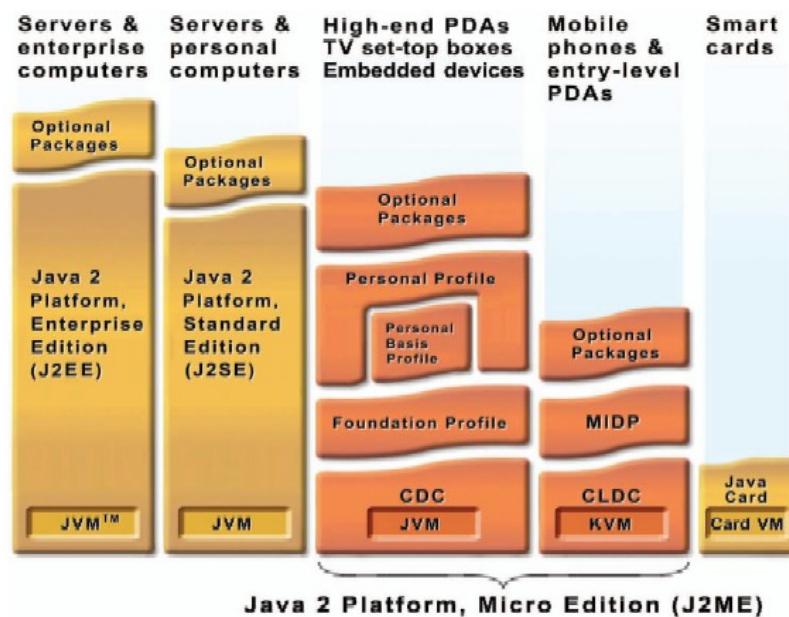 Servers &
enterprise
computers
Servers &
personal
computers
High-end PDAs
TV set-top boxes
Embedded devices
Mobile
phones &
entry-level
PDAs
Smart
cards
Optional
Packages
Java 2
Platform,
Enterprise
Edition
(J2EE)
JVM™
Optional
Packages
Java 2
Platform,
Standard
Edition
(J2SE)
JVM
Optional
Packages
Personal Profile
Personal
Basis
Profile
Foundation Profile
CDC
JVM
Optional
Packages
MIDP
CLDC
KVM
Java
Card
Card VM
Java 2 Platform, Micro Edition (J2ME)